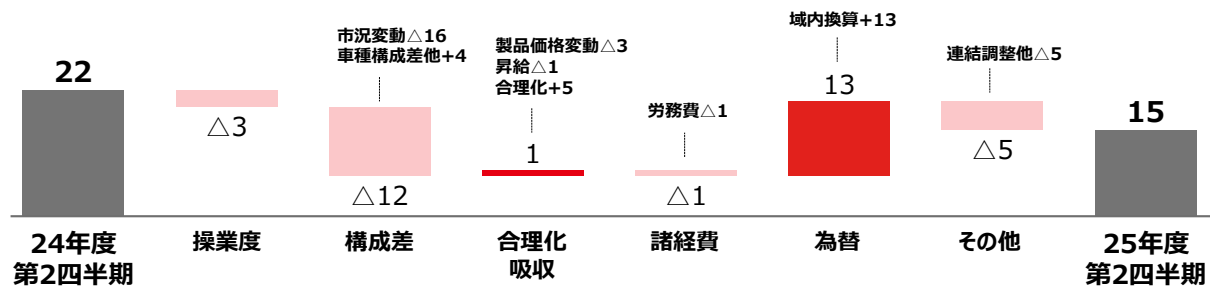 22
△3
市況変動△16
車種構成差他+4
△12
製品価格変動△3
昇給△1
合理化+5
1
労務費△1
△1
域内換算+13
13
連結調整他△5
△5
15
24年度
第2四半期
操業度
構成差
合理化
吸収
諸経費
為替
その他
25年度
第2四半期